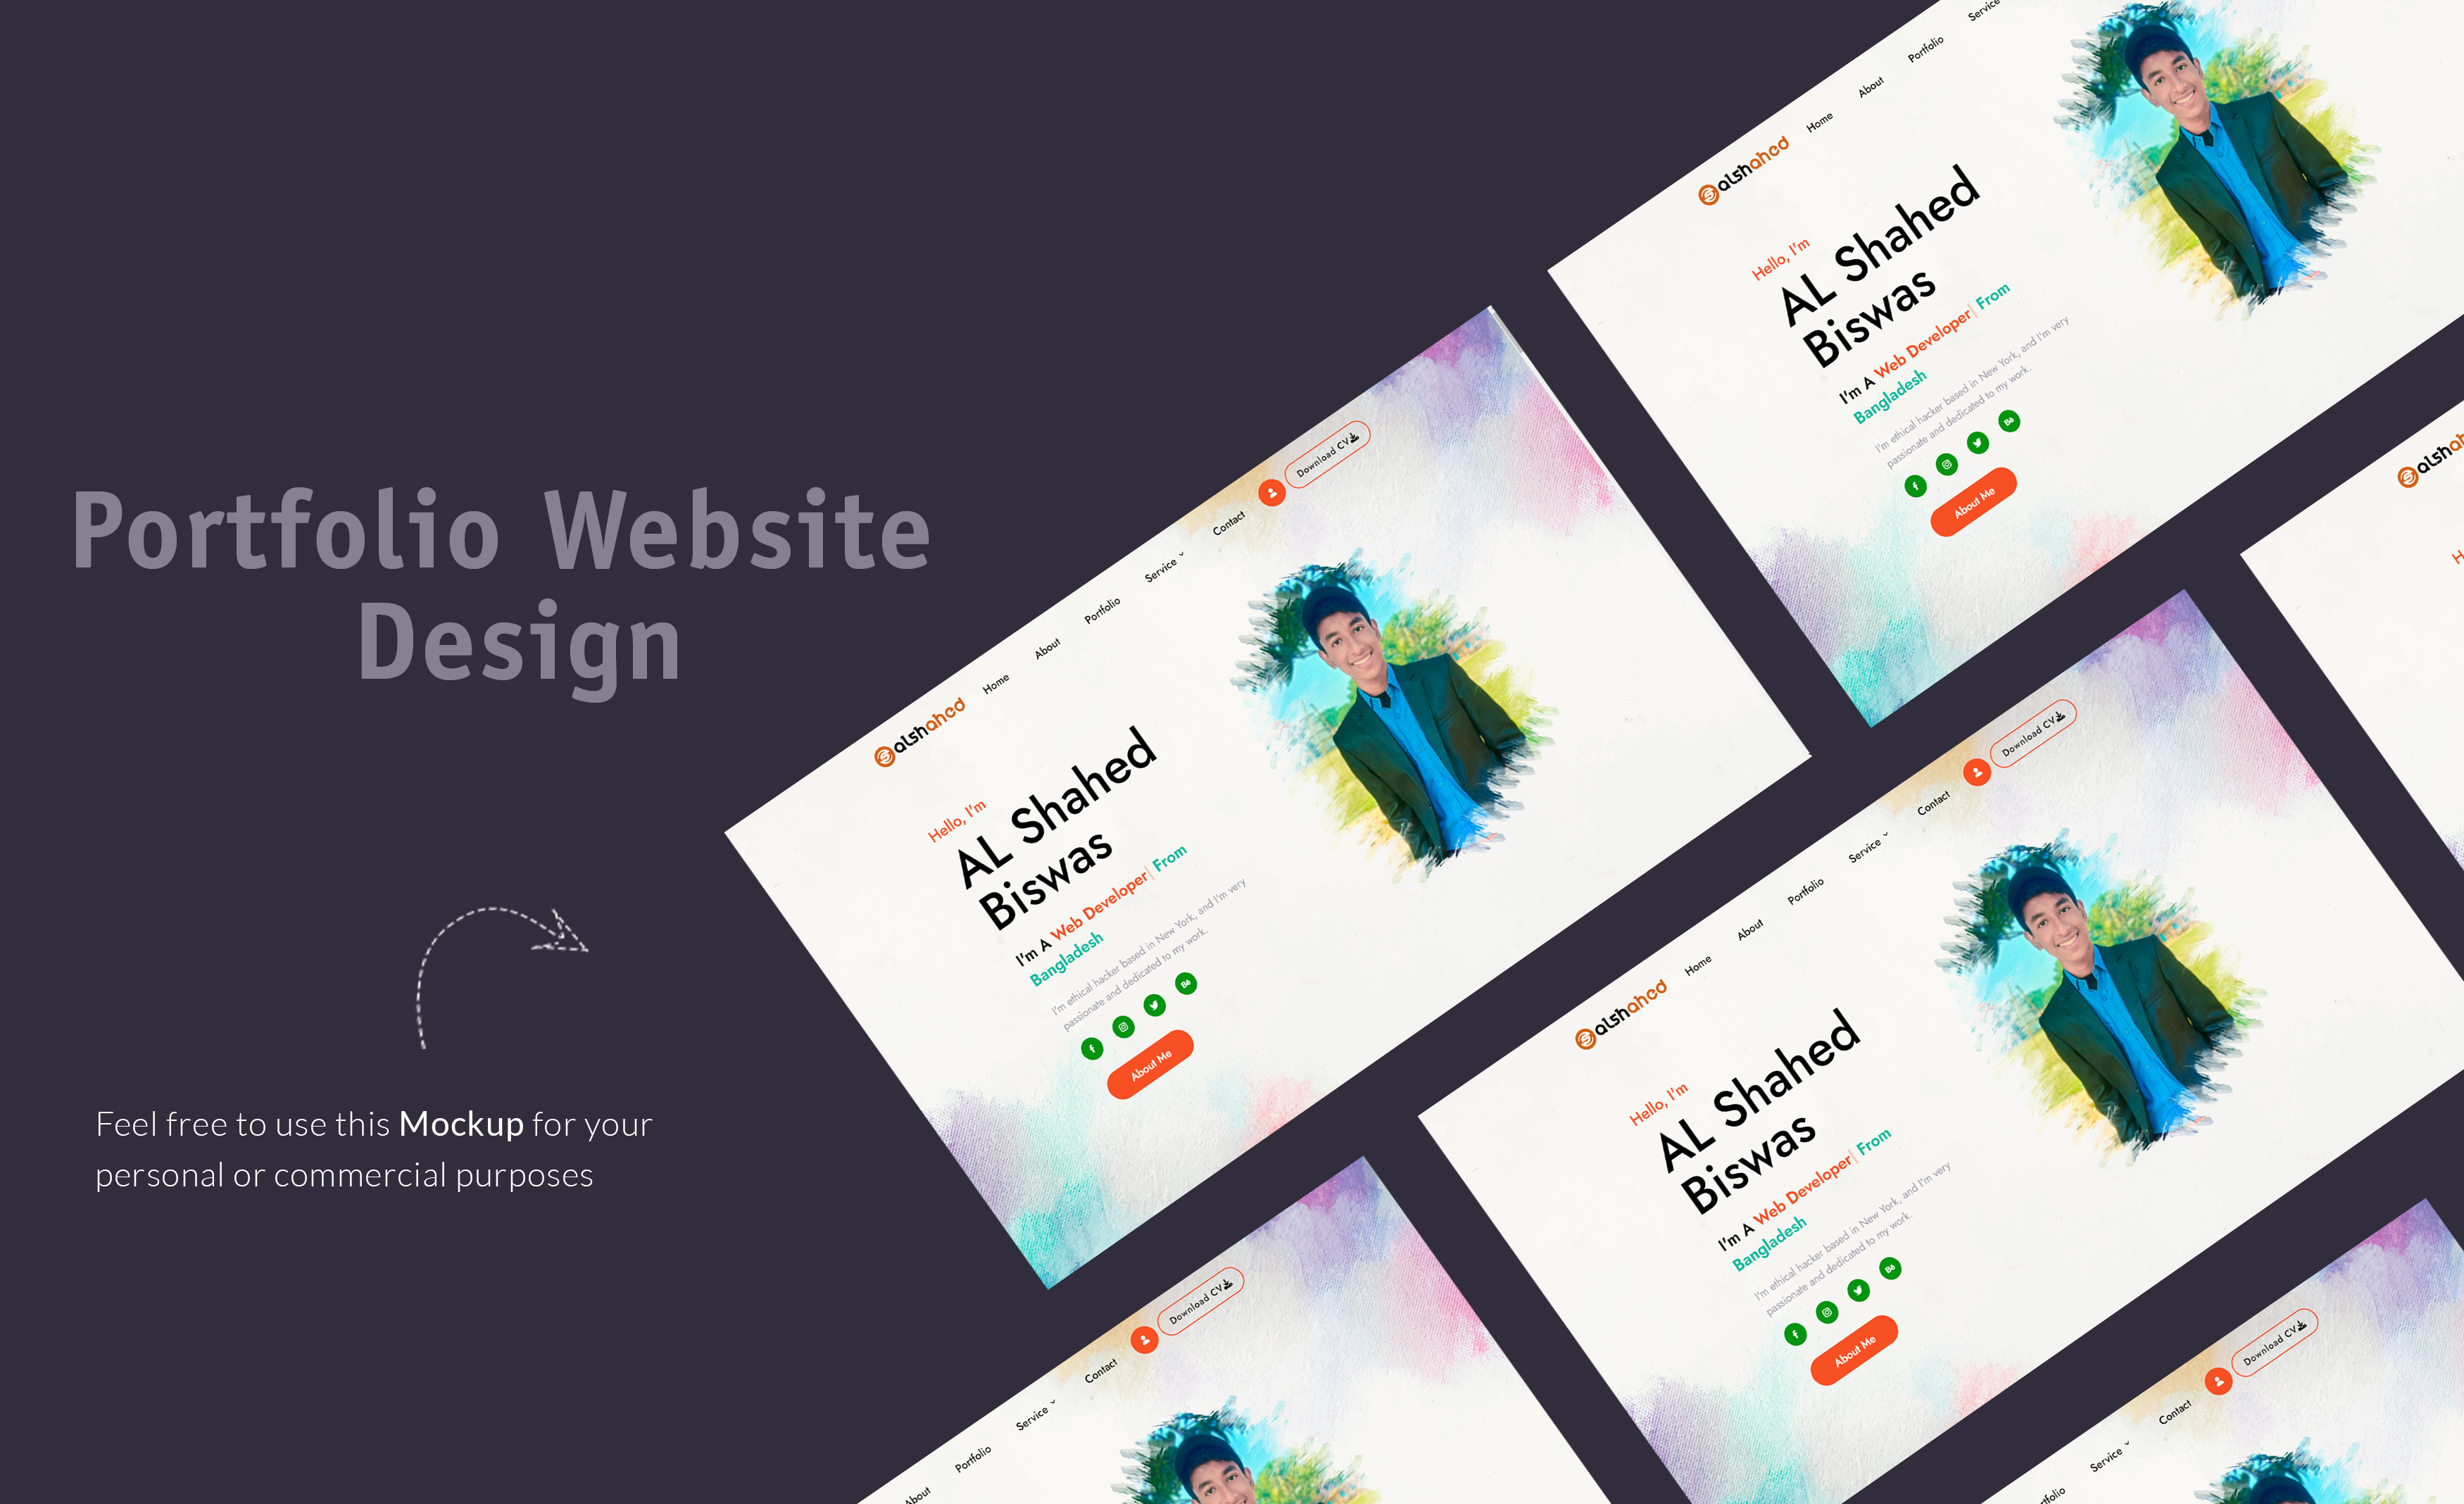 Portfolio Website
Design
Feel free to use this Mockup for your
personal or commercial purposes
alshahed
Home
About
Portfolio
Service
Contact
Download CV
Hello, I'm
AL Shahed
Biswas
I'm A Web Developer| From
Bangladesh
I'm ethical hacker based in New York, and I'm very
passionate and dedicated to my work.
Bē
About Me
alshahed
Home
About
Portfolio
Service
Hello, I'm
AL Shahed
Biswas
I'm A Web Developer| From
Bangladesh
I'm ethical hacker based in New York, and I'm very
passionate and dedicated to my work.
Bē
About Me
alshahed
Home
About
Portfolio
Service
Contact
Download CV
Hello, I'm
AL Shahed
Biswas
I'm A Web Developer| From
Bangladesh
I'm ethical hacker based in New York, and I'm very
passionate and dedicated to my work.
Bē
About Me
About
Portfolio
Service
Contact
Download CV
Service
Contact
Download CV